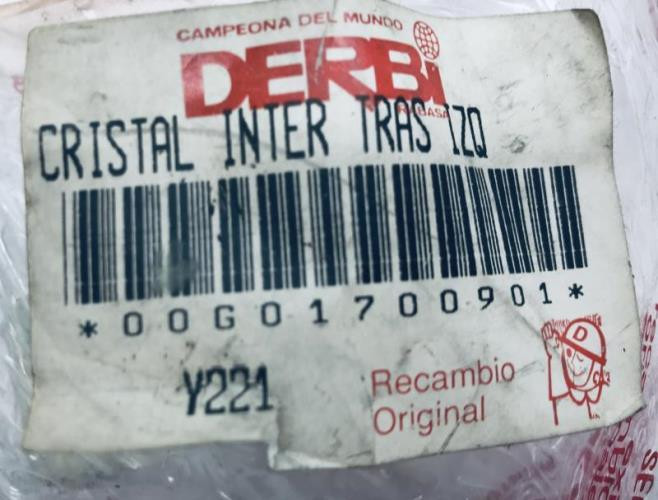 CAMPEONA DEL MUNDO
DERBi
CRISTAL INTER TRAS IZQ
*00G01700901*
Y221
Recambio
Original
D